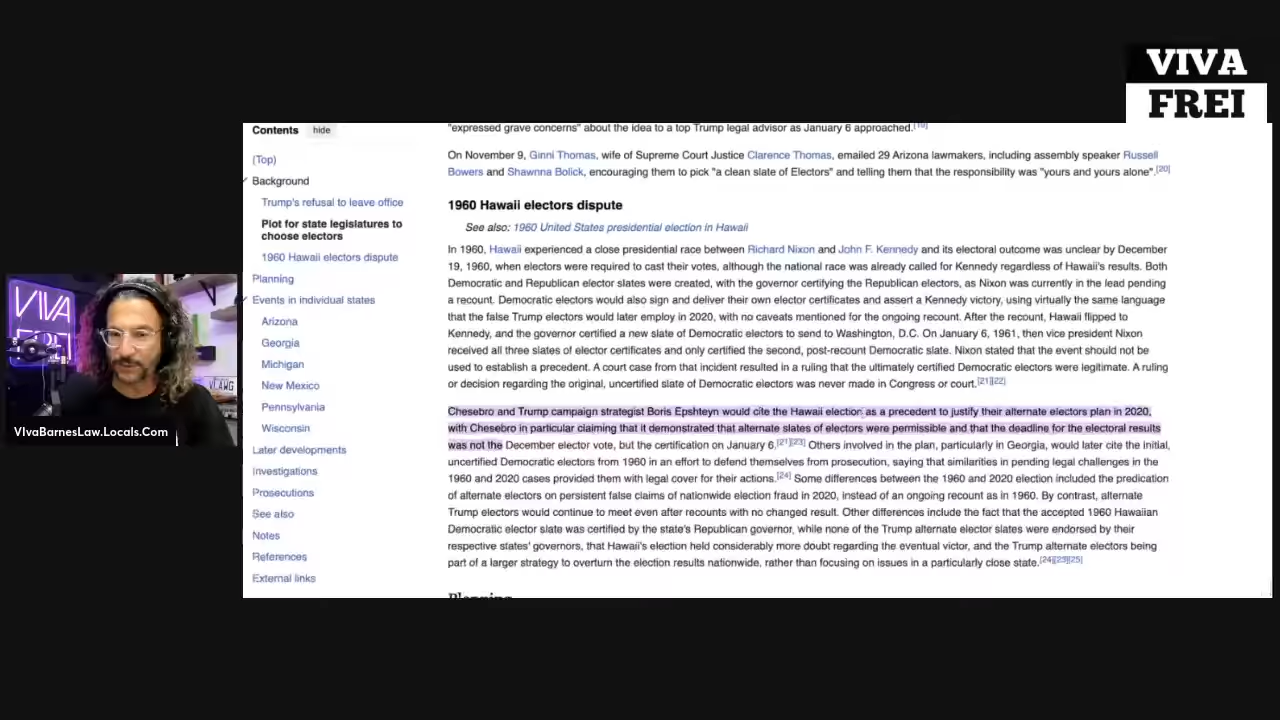 VIVA
FREI
Contents hide
(Top)
Background
Trump's refusal to leave office
Plot for state legislatures to
choose electors
1960 Hawaii electors dispute
Planning
Events in individual states
Arizona
Georgia
Michigan
New Mexico
Pennsylvania
Wisconsin
Later developments
Investigations
Prosecutions
See also
Notes
References
External links
"expressed grave concerns" about the idea to a top Trump legal advisor as January 6 approached.[19]
On November 9, Ginni Thomas, wife of Supreme Court Justice Clarence Thomas, emailed 29 Arizona lawmakers, including assembly speaker Russell
Bowers and Shawnna Bolick, encouraging them to pick "a clean slate of Electors" and telling them that the responsibility was "yours and yours alone".[20]
1960 Hawaii electors dispute
See also: 1960 United States presidential election in Hawaii
In 1960, Hawaii experienced a close presidential race between Richard Nixon and John F. Kennedy and its electoral outcome was unclear by December
19, 1960, when electors were required to cast their votes, although the national race was already called for Kennedy regardless of Hawaii's results. Both
Democratic and Republican elector slates were created, with the governor certifying the Republican electors, as Nixon was currently in the lead pending
a recount. Democratic electors would also sign and deliver their own elector certificates and assert a Kennedy victory, using virtually the same language
that the false Trump electors would later employ in 2020, with no caveats mentioned for the ongoing recount. After the recount, Hawaii flipped to
Kennedy, and the governor certified a new slate of Democratic electors to send to Washington, D.C. On January 6, 1961, then vice president Nixon
received all three slates of elector certificates and only certified the second, post-recount Democratic slate. Nixon stated that the event should not be
used to establish a precedent. A court case from that incident resulted in a ruling that the ultimately certified Democratic electors were legitimate. A ruling
or decision regarding the original, uncertified slate of Democratic electors was never made in Congress or court.[21][22]
Chesebro and Trump campaign strategist Boris Epshteyn would cite the Hawaii election as a precedent to justify their alternate electors plan in 2020,
with Chesebro in particular claiming that it demonstrated that alternate slates of electors were permissible and that the deadline for the electoral results
was not the December elector vote, but the certification on January 6.[21][23] Others involved in the plan, particularly in Georgia, would later cite the initial,
uncertified Democratic electors from 1960 in an effort to defend themselves from prosecution, saying that similarities in pending legal challenges in the
1960 and 2020 cases provided them with legal cover for their actions.[24] Some differences between the 1960 and 2020 election included the predication
of alternate electors on persistent false claims of nationwide election fraud in 2020, instead of an ongoing recount as in 1960. By contrast, alternate
Trump electors would continue to meet even after recounts with no changed result. Other differences include the fact that the accepted 1960 Hawaiian
Democratic elector slate was certified by the state's Republican governor, while none of the Trump alternate elector slates were endorsed by their
respective states' governors, that Hawaii's election held considerably more doubt regarding the eventual victor, and the Trump alternate electors being
part of a larger strategy to overturn the election results nationwide, rather than focusing on issues in a particularly close state.[24][23][25]
Planning
VIVA
VivaBarnesLaw.Locals.Com